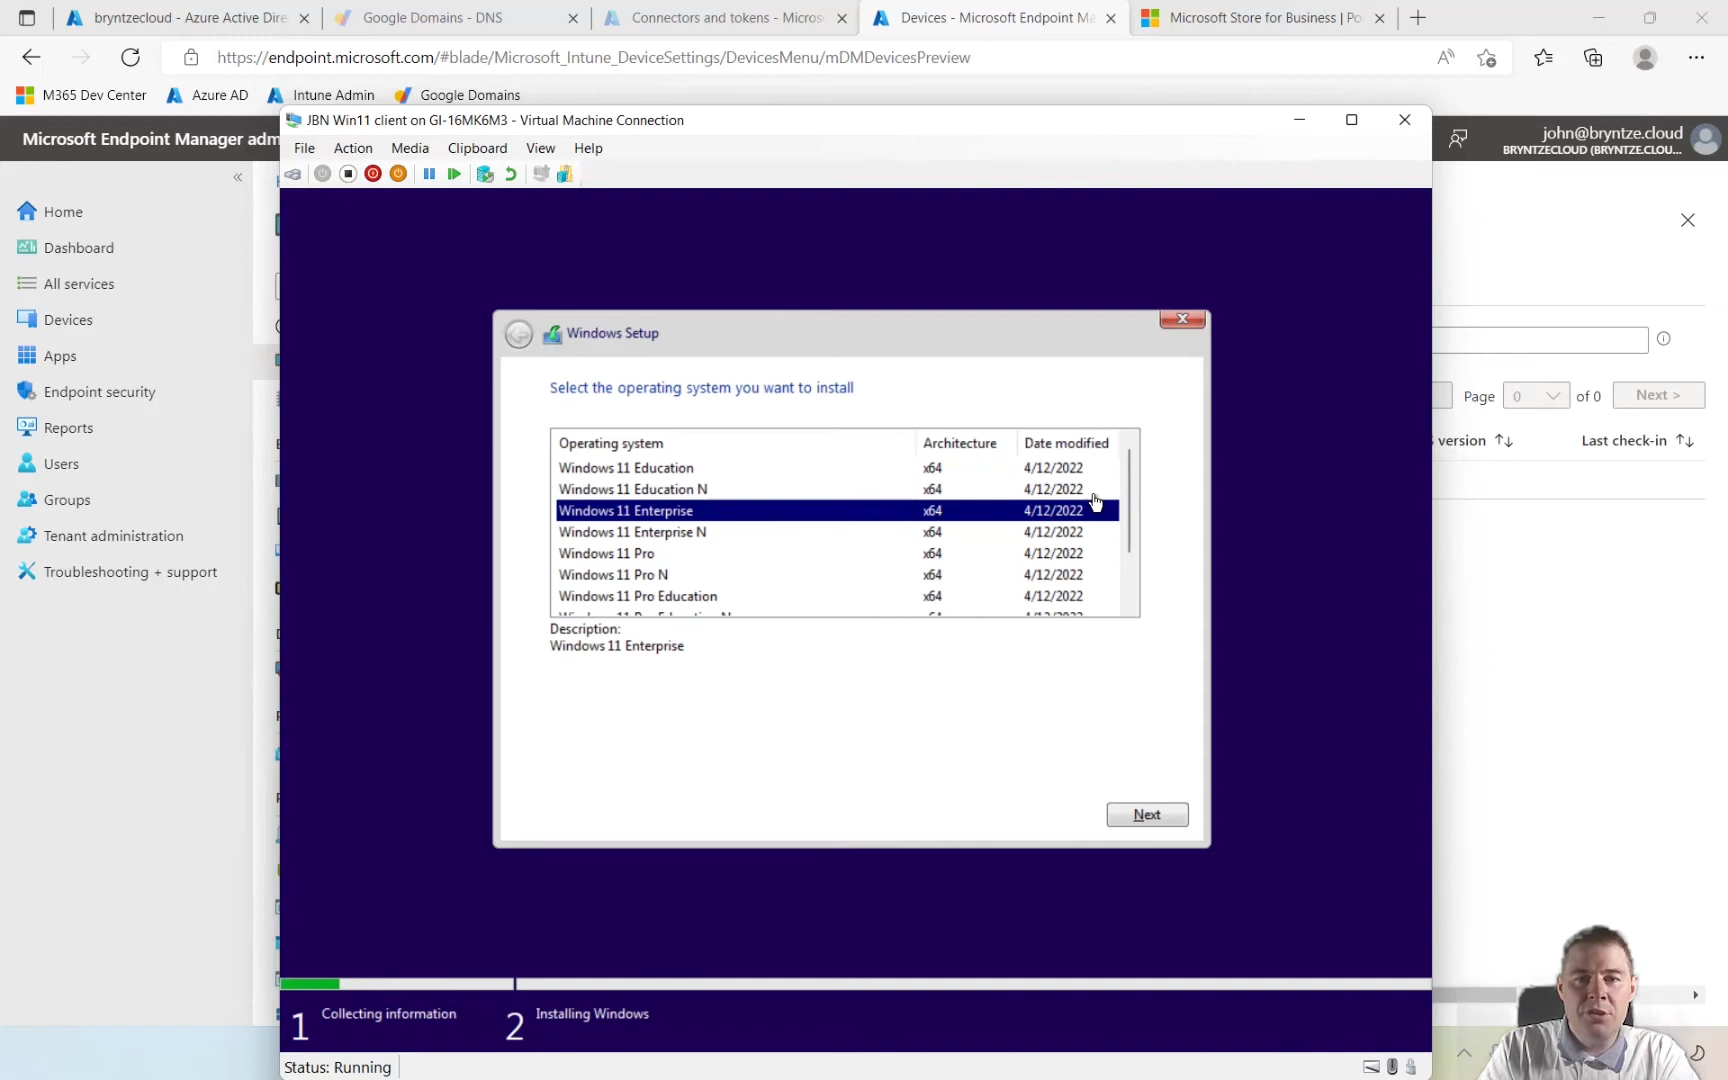 bryntzecloud - Azure Active Dire
Google Domains - DNS
Connectors and tokens - Micros
Devices - Microsoft Endpoint Ma
Microsoft Store for Business | Po
https://endpoint.microsoft.com/#blade/Microsoft_Intune_DeviceSettings/DevicesMenu/mDMDevicesPreview
M365 Dev Center
Azure AD
Intune Admin
Google Domains
Microsoft Endpoint Manager adm
john@bryntze.cloud
BRYNTZECLOUD (BRYNTZE.CLOU...
JBN Win11 client on GI-16MK6M3 - Virtual Machine Connection
File Action Media Clipboard View Help
Home
Dashboard
All services
Devices
Apps
Endpoint security
Reports
Users
Groups
Tenant administration
Troubleshooting + support
Page 0 of 0 Next >
version Last check-in
Windows Setup
Select the operating system you want to install
Operating system Architecture Date modified
Windows 11 Education x64 4/12/2022
Windows 11 Education N x64 4/12/2022
Windows 11 Enterprise x64 4/12/2022
Windows 11 Enterprise N x64 4/12/2022
Windows 11 Pro x64 4/12/2022
Windows 11 Pro N x64 4/12/2022
Windows 11 Pro Education x64 4/12/2022
Description:
Windows 11 Enterprise
Next
1 Collecting information
2 Installing Windows
Status: Running